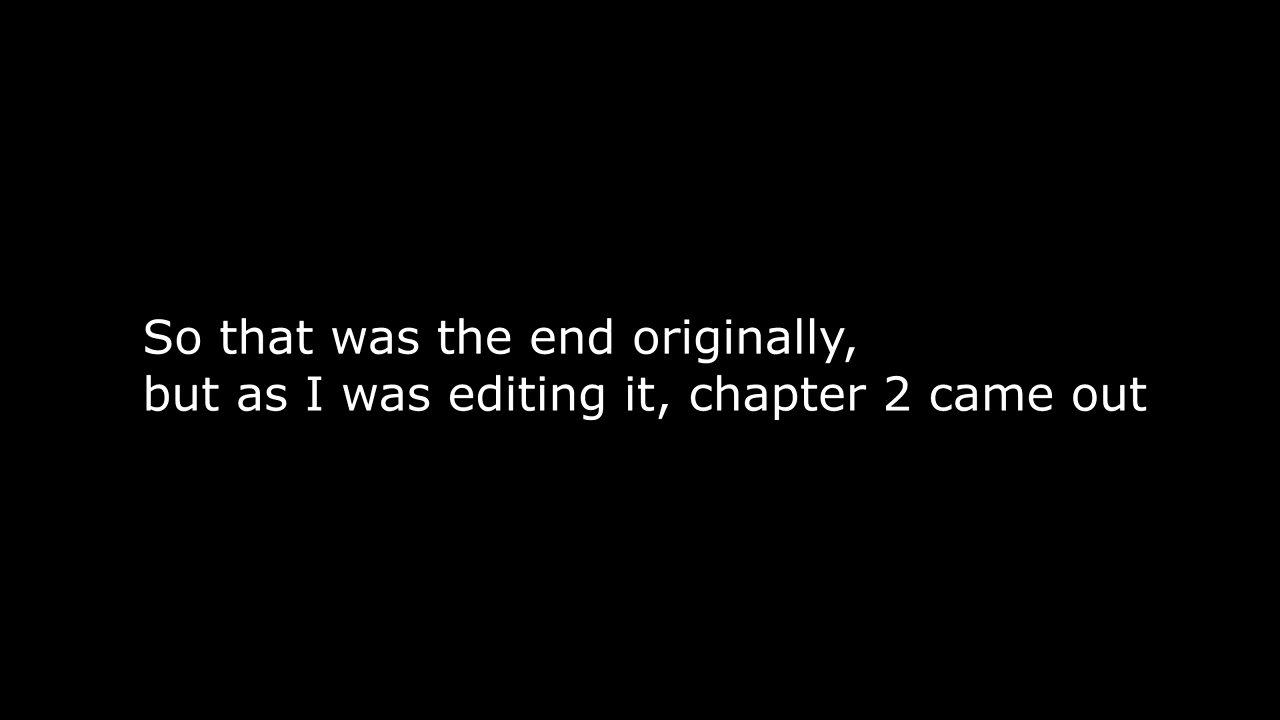 So that was the end originally,
but as I was editing it, chapter 2 came out